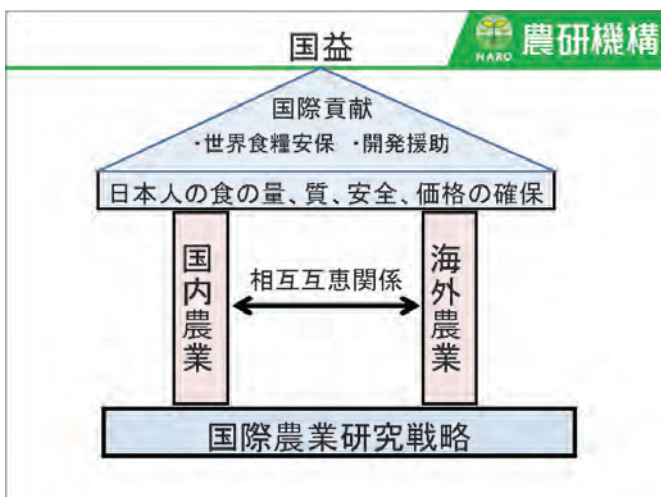 国益
NARO 農研機構
国際貢献
・世界食糧安保 ・開発援助
日本人の食の量、質、安全、価格の確保
国内農業
相互互恵関係
海外農業
国際農業研究戦略